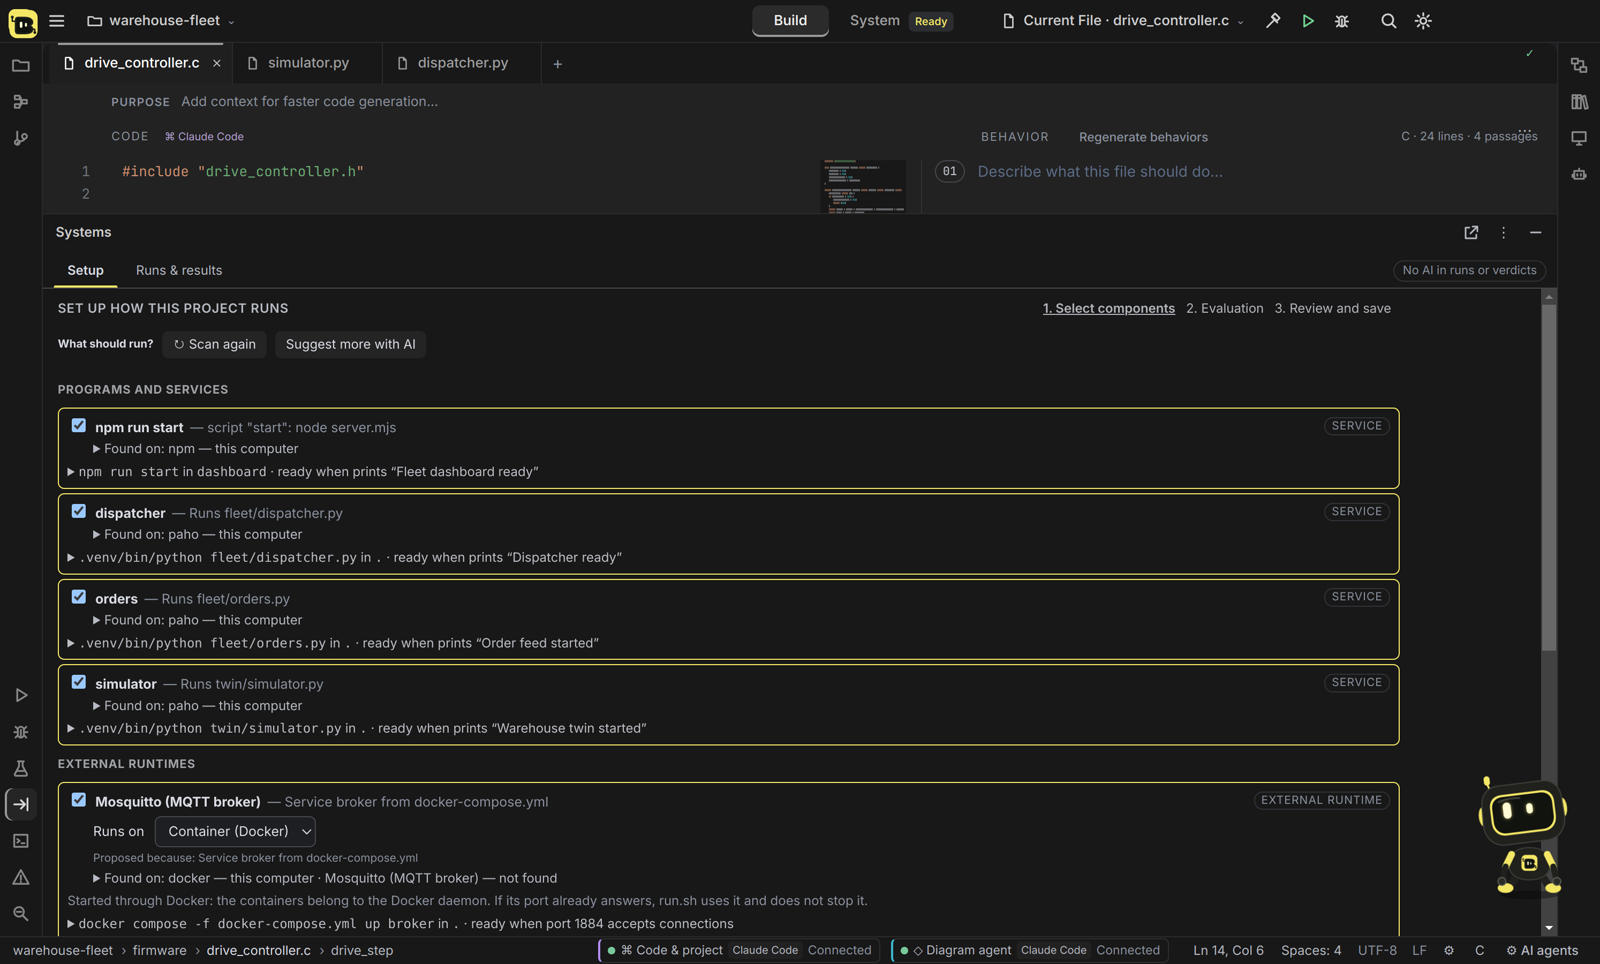 warehouse-fleet
Build
System Ready
Current File · drive_controller.c
drive_controller.c
simulator.py
dispatcher.py
PURPOSE Add context for faster code generation...
CODE ⌘ Claude Code
BEHAVIOR Regenerate behaviors
C · 24 lines · 4 passages
1 #include "drive_controller.h"
2
01 Describe what this file should do...
Systems
Setup
Runs & results
No AI in runs or verdicts
SET UP HOW THIS PROJECT RUNS
1. Select components 2. Evaluation 3. Review and save
What should run? ↻ Scan again Suggest more with AI
PROGRAMS AND SERVICES
npm run start — script "start": node server.mjs
SERVICE
▶ Found on: npm — this computer
▶ npm run start in dashboard · ready when prints “Fleet dashboard ready”
dispatcher — Runs fleet/dispatcher.py
SERVICE
▶ Found on: paho — this computer
▶ .venv/bin/python fleet/dispatcher.py in . · ready when prints “Dispatcher ready”
orders — Runs fleet/orders.py
SERVICE
▶ Found on: paho — this computer
▶ .venv/bin/python fleet/orders.py in . · ready when prints “Order feed started”
simulator — Runs twin/simulator.py
SERVICE
▶ Found on: paho — this computer
▶ .venv/bin/python twin/simulator.py in . · ready when prints “Warehouse twin started”
EXTERNAL RUNTIMES
Mosquitto (MQTT broker) — Service broker from docker-compose.yml
EXTERNAL RUNTIME
Runs on Container (Docker)
Proposed because: Service broker from docker-compose.yml
▶ Found on: docker — this computer · Mosquitto (MQTT broker) — not found
Started through Docker: the containers belong to the Docker daemon. If its port already answers, run.sh uses it and does not stop it.
▶ docker compose -f docker-compose.yml up broker in . · ready when port 1884 accepts connections
warehouse-fleet › firmware › drive_controller.c › drive_step
⌘ Code & project Claude Code Connected
◇ Diagram agent Claude Code Connected
Ln 14, Col 6 Spaces: 4 UTF-8 LF C AI agents